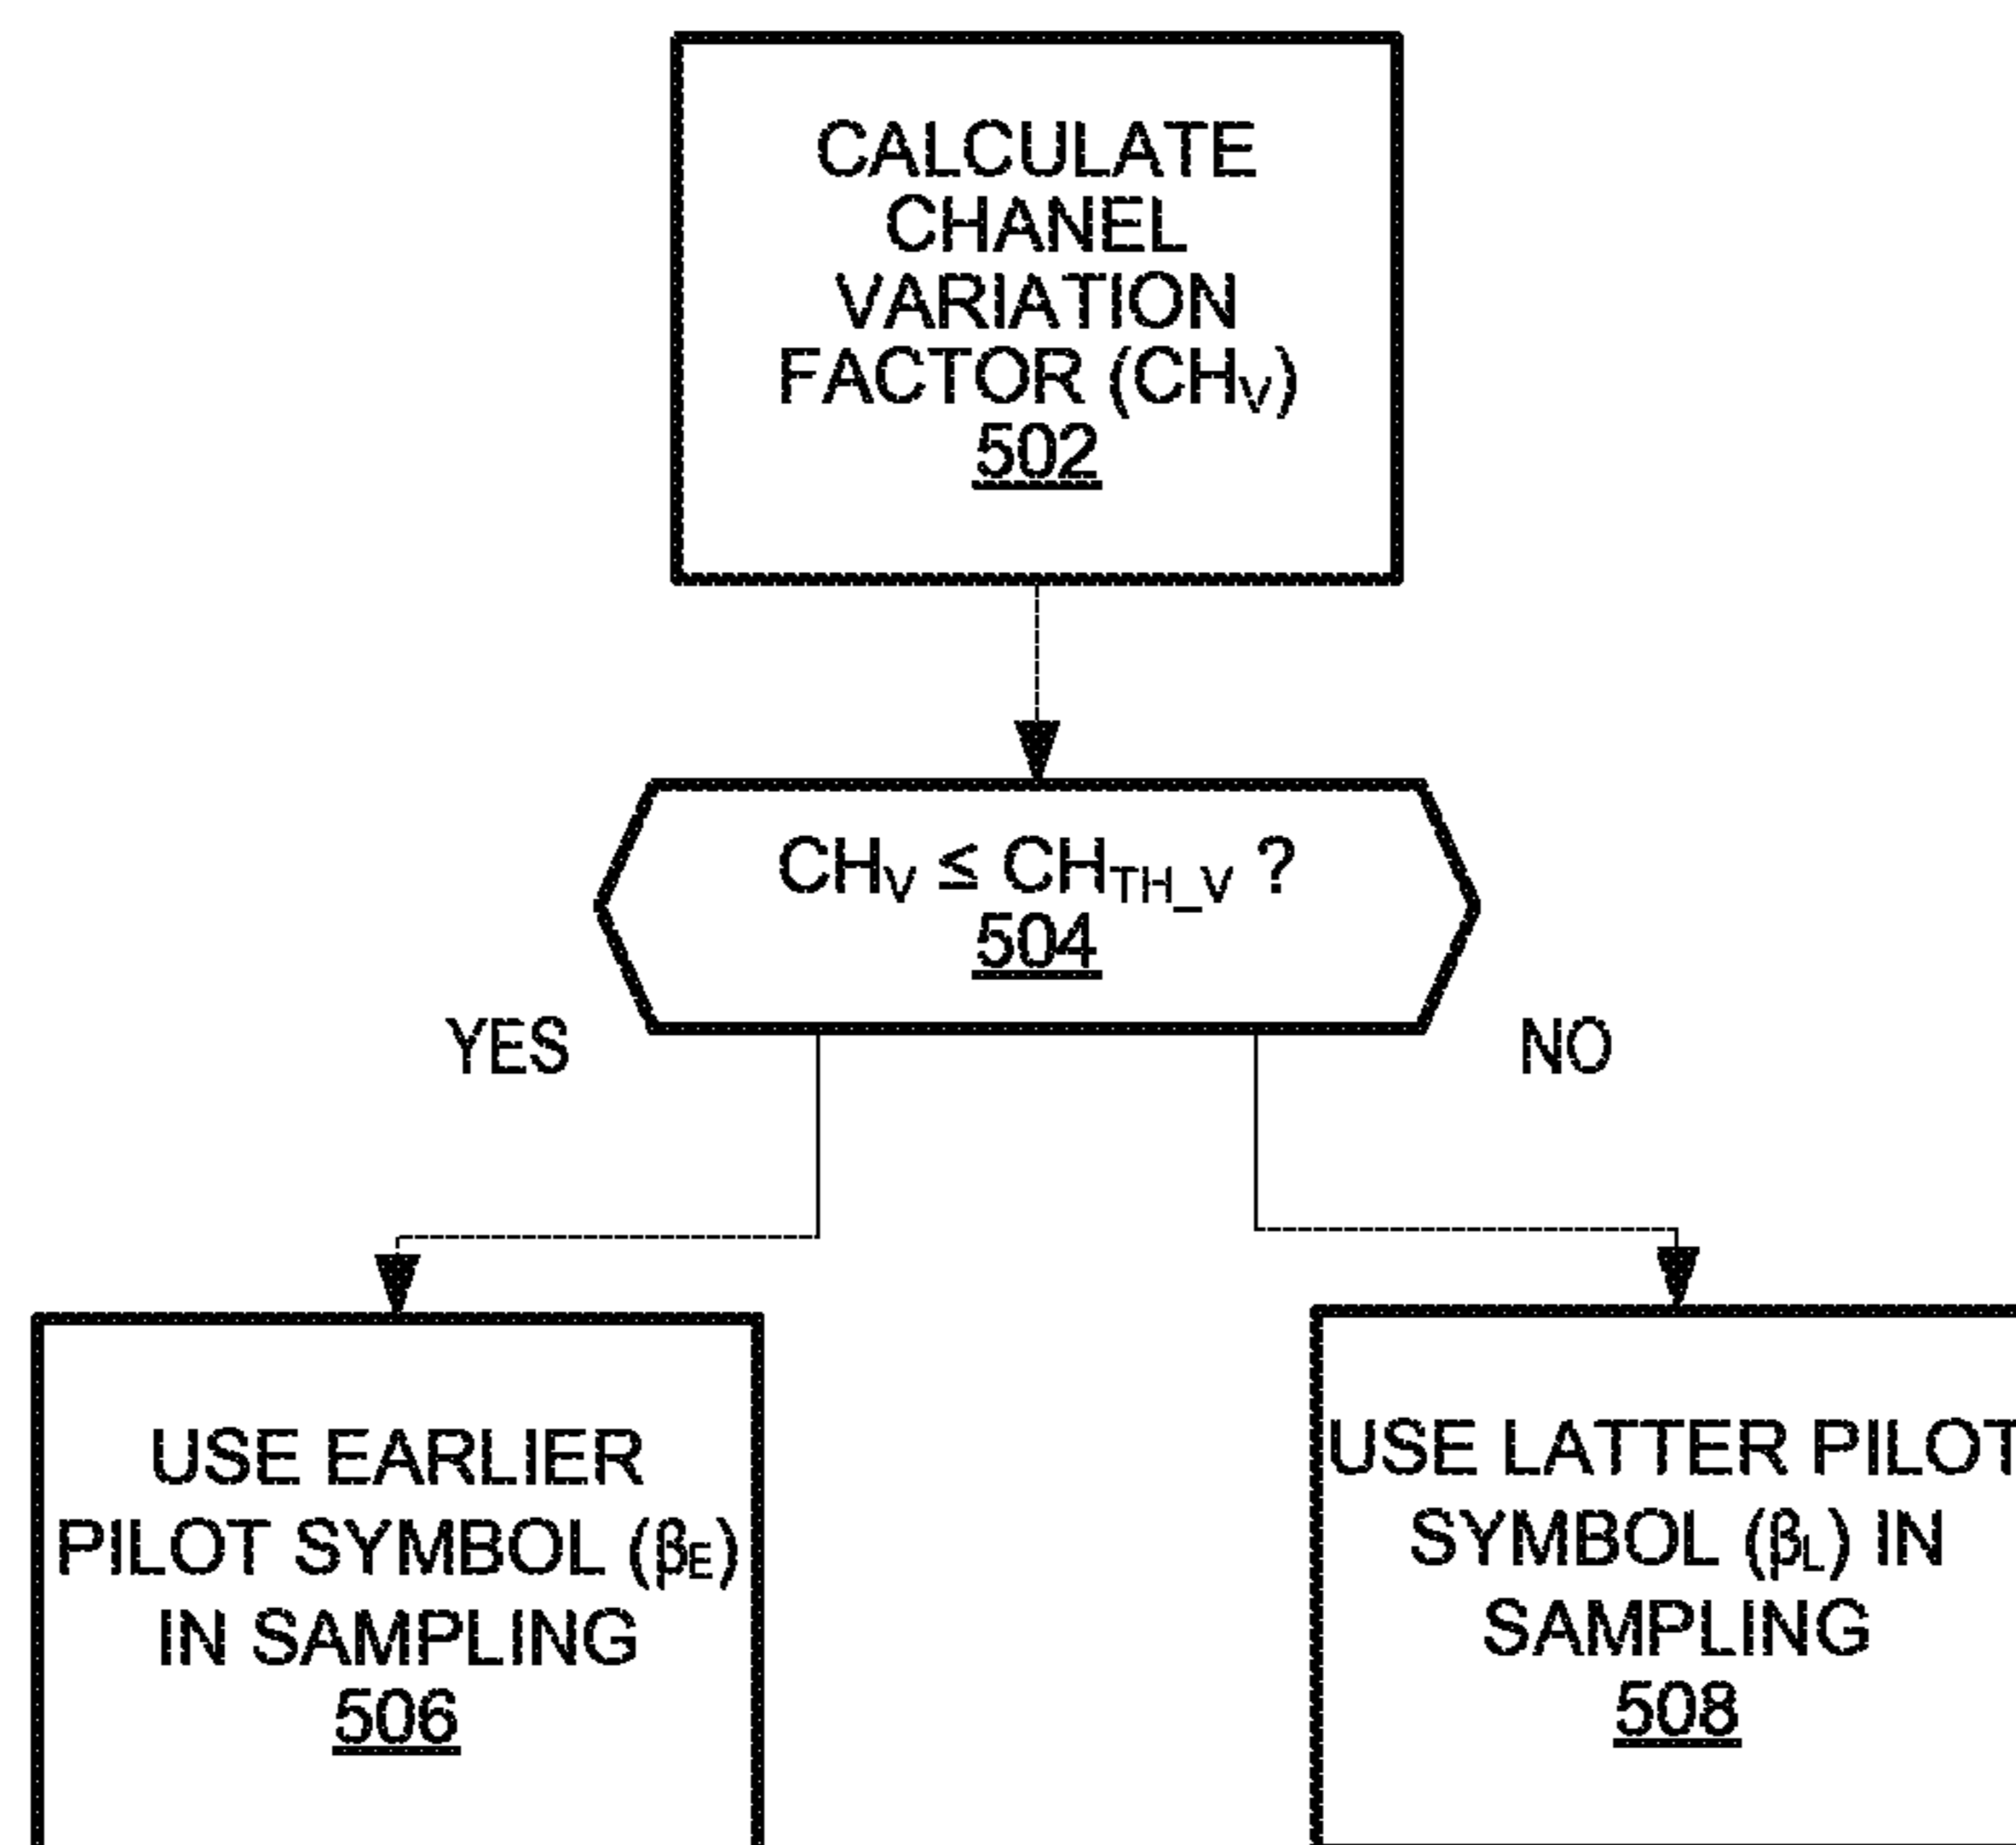 CALCULATE
CHANEL
VARIATION
FACTOR (CHV)
502
CHV ≤ CHTH_V ?
504
YES
NO
USE EARLIER
PILOT SYMBOL (βE)
IN SAMPLING
506
USE LATTER PILOT
SYMBOL (βL) IN
SAMPLING
508